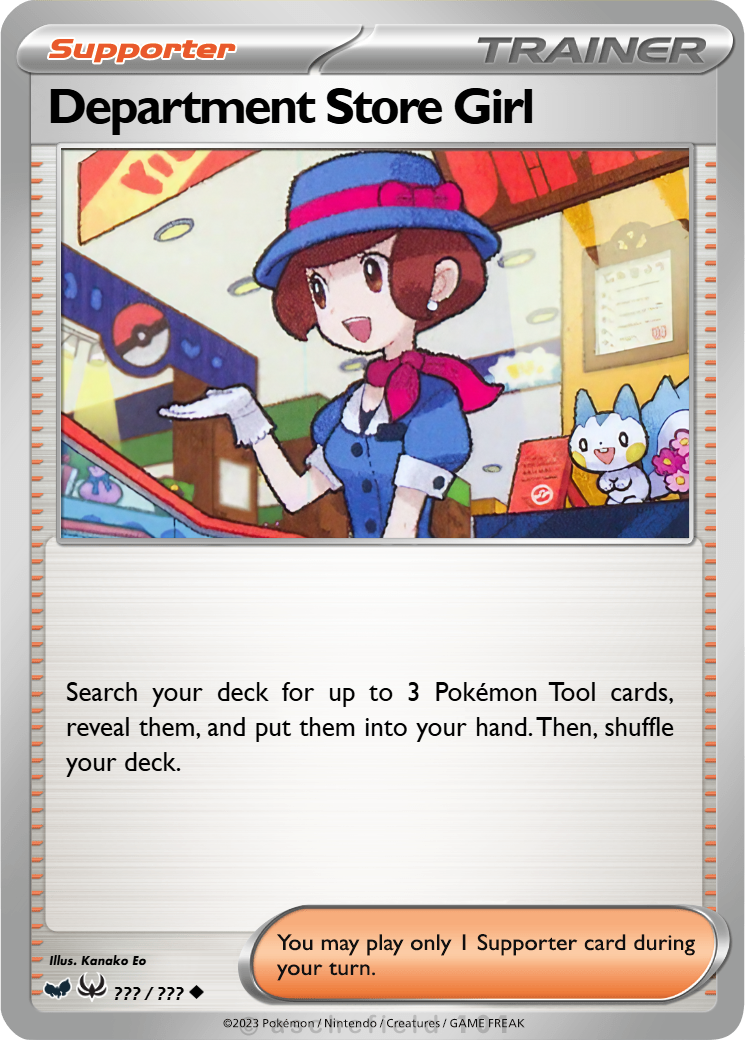 Supporter TRAINER
Department Store Girl
Search your deck for up to 3 Pokémon Tool cards,
reveal them, and put them into your hand. Then, shuffle
your deck.
You may play only 1 Supporter card during
your turn.
Illus. Kanako Eo
??? / ??? ◆
©2023 Pokémon / Nintendo / Creatures / GAME FREAK